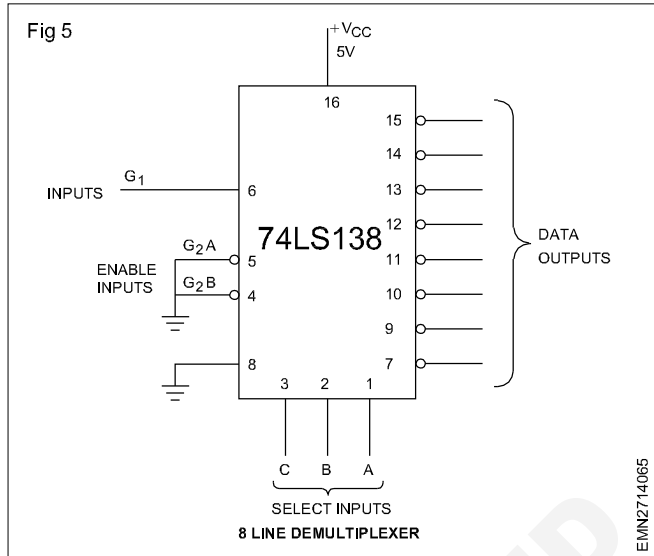 Fig 5
+VCC
5V
16
15
14
INPUTS
G1
6
13
12
74LS138
G2A
5
11
DATA
OUTPUTS
ENABLE
INPUTS
G2B
4
10
9
8
7
3 2 1
C B A
SELECT INPUTS
8 LINE DEMULTIPLEXER
EMN2714065